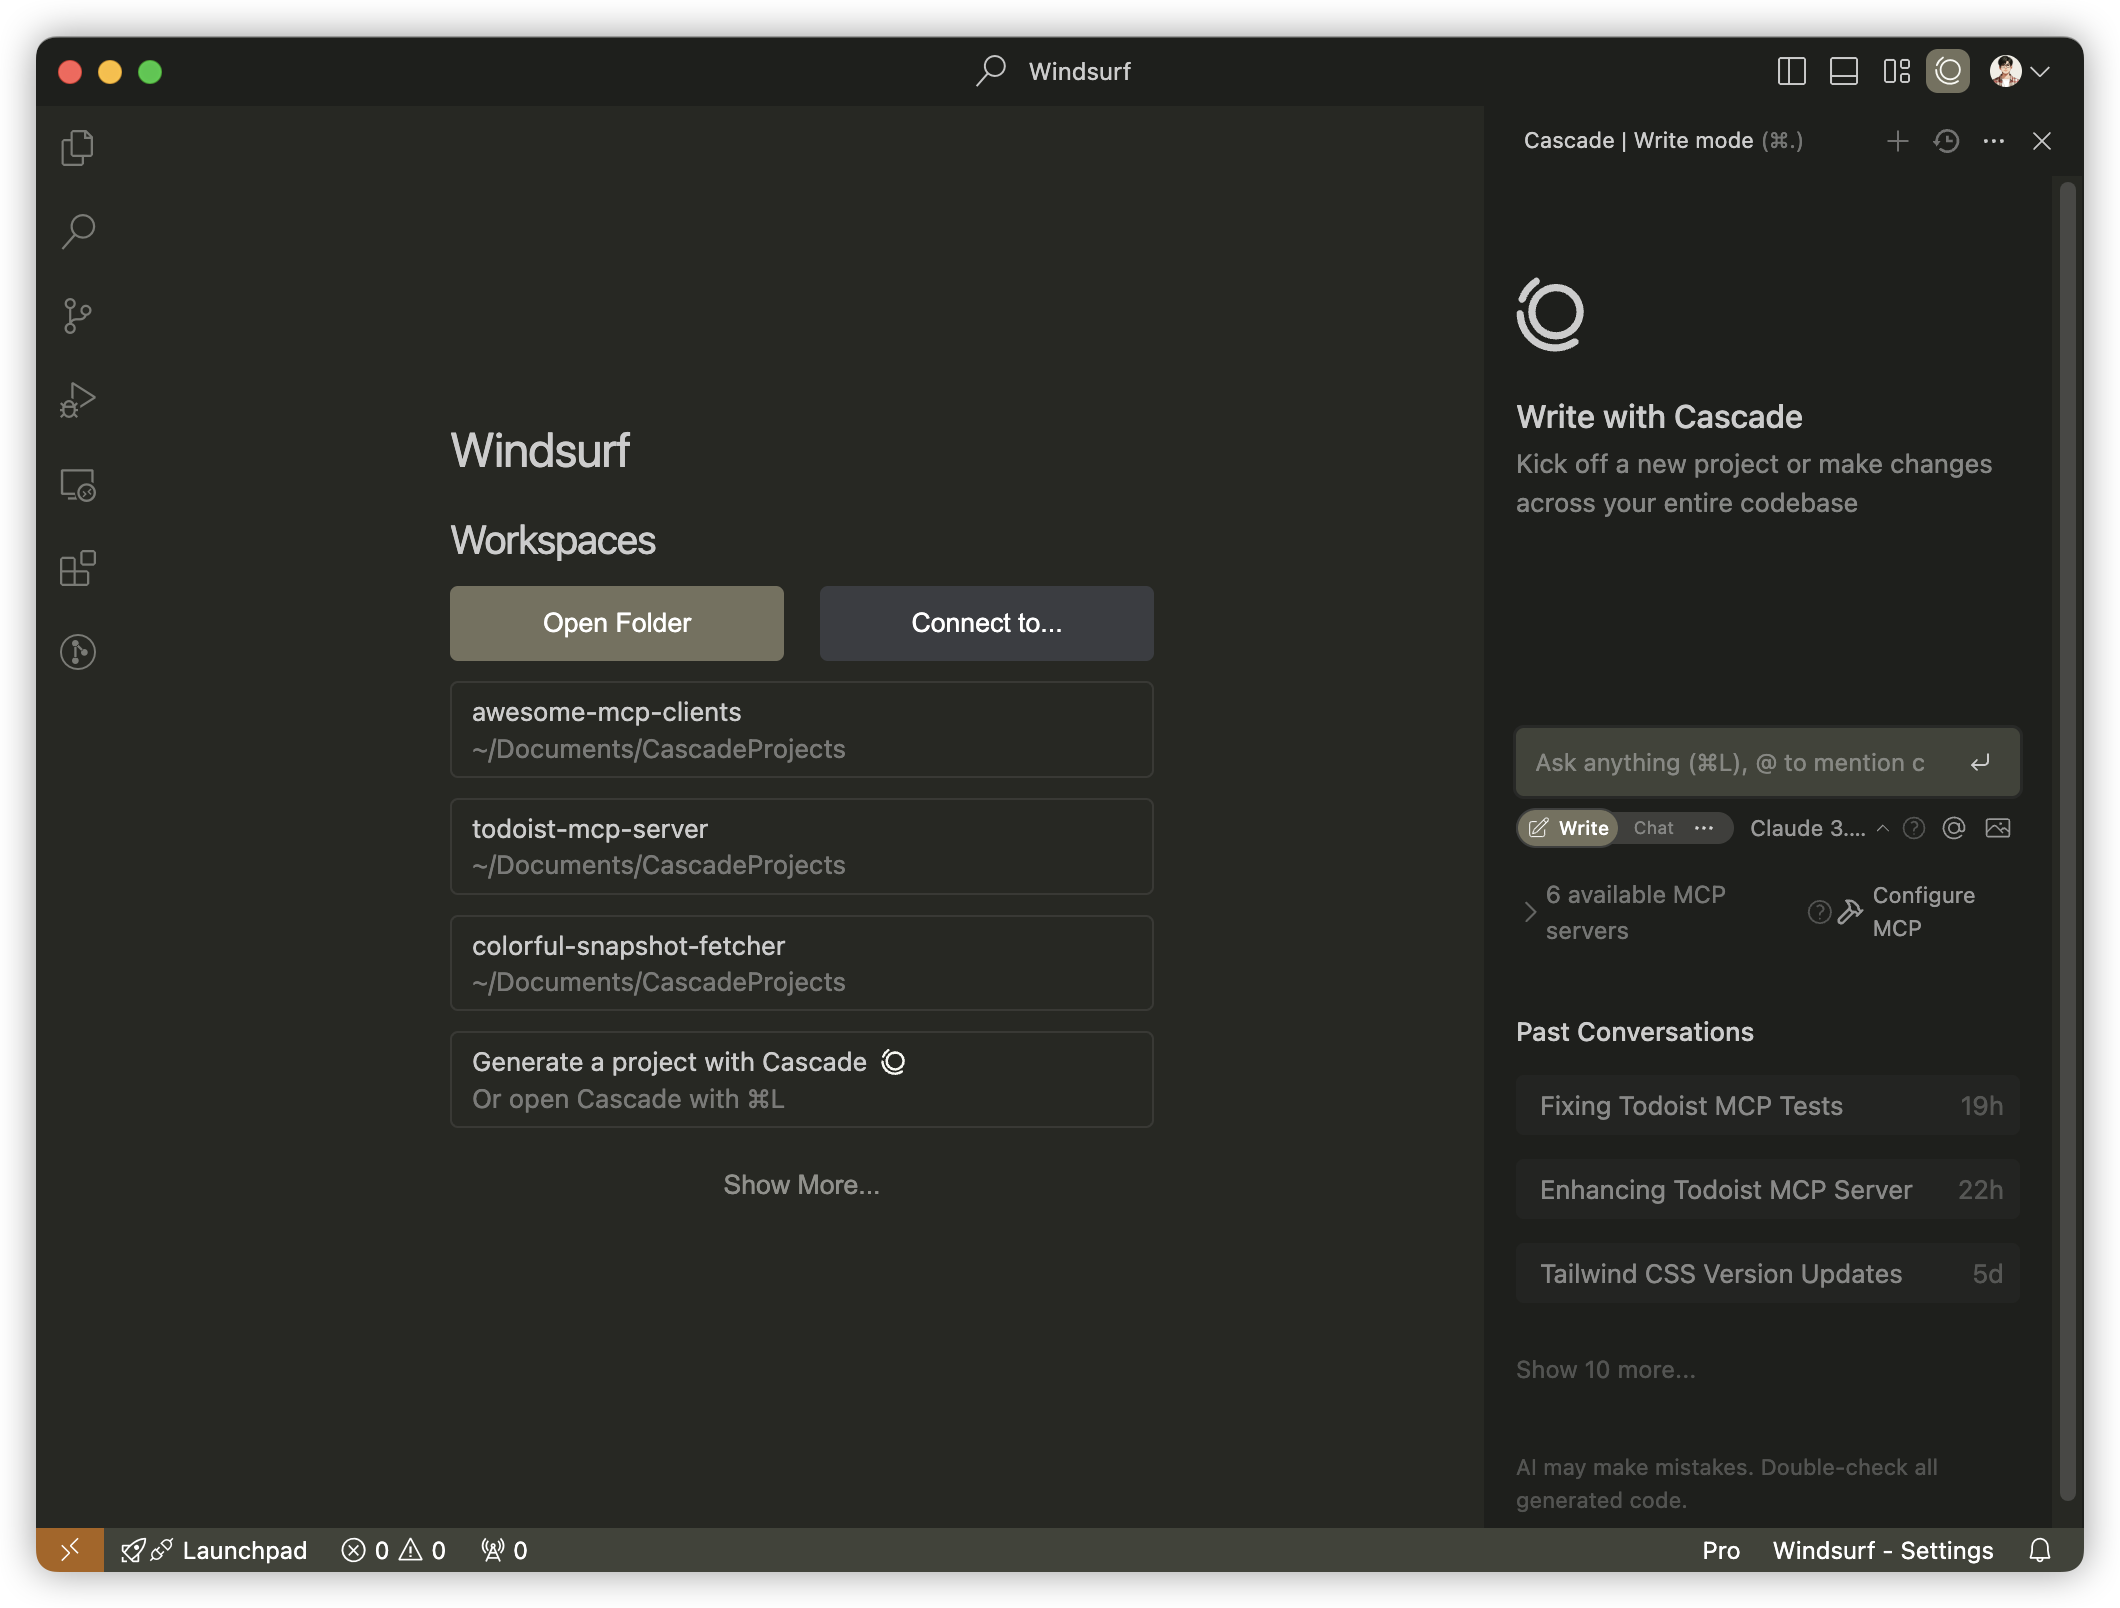 Windsurf
Cascade | Write mode (⌘.)
Windsurf
Workspaces
Open Folder
Connect to...
awesome-mcp-clients
~/Documents/CascadeProjects
todoist-mcp-server
~/Documents/CascadeProjects
colorful-snapshot-fetcher
~/Documents/CascadeProjects
Generate a project with Cascade
Or open Cascade with ⌘L
Show More...
Write with Cascade
Kick off a new project or make changes
across your entire codebase
Ask anything (⌘L), @ to mention c
Write Chat ··· Claude 3....
6 available MCP
servers
Configure
MCP
Past Conversations
Fixing Todoist MCP Tests 19h
Enhancing Todoist MCP Server 22h
Tailwind CSS Version Updates 5d
Show 10 more...
AI may make mistakes. Double-check all
generated code.
Launchpad 0 0 0 Pro Windsurf - Settings